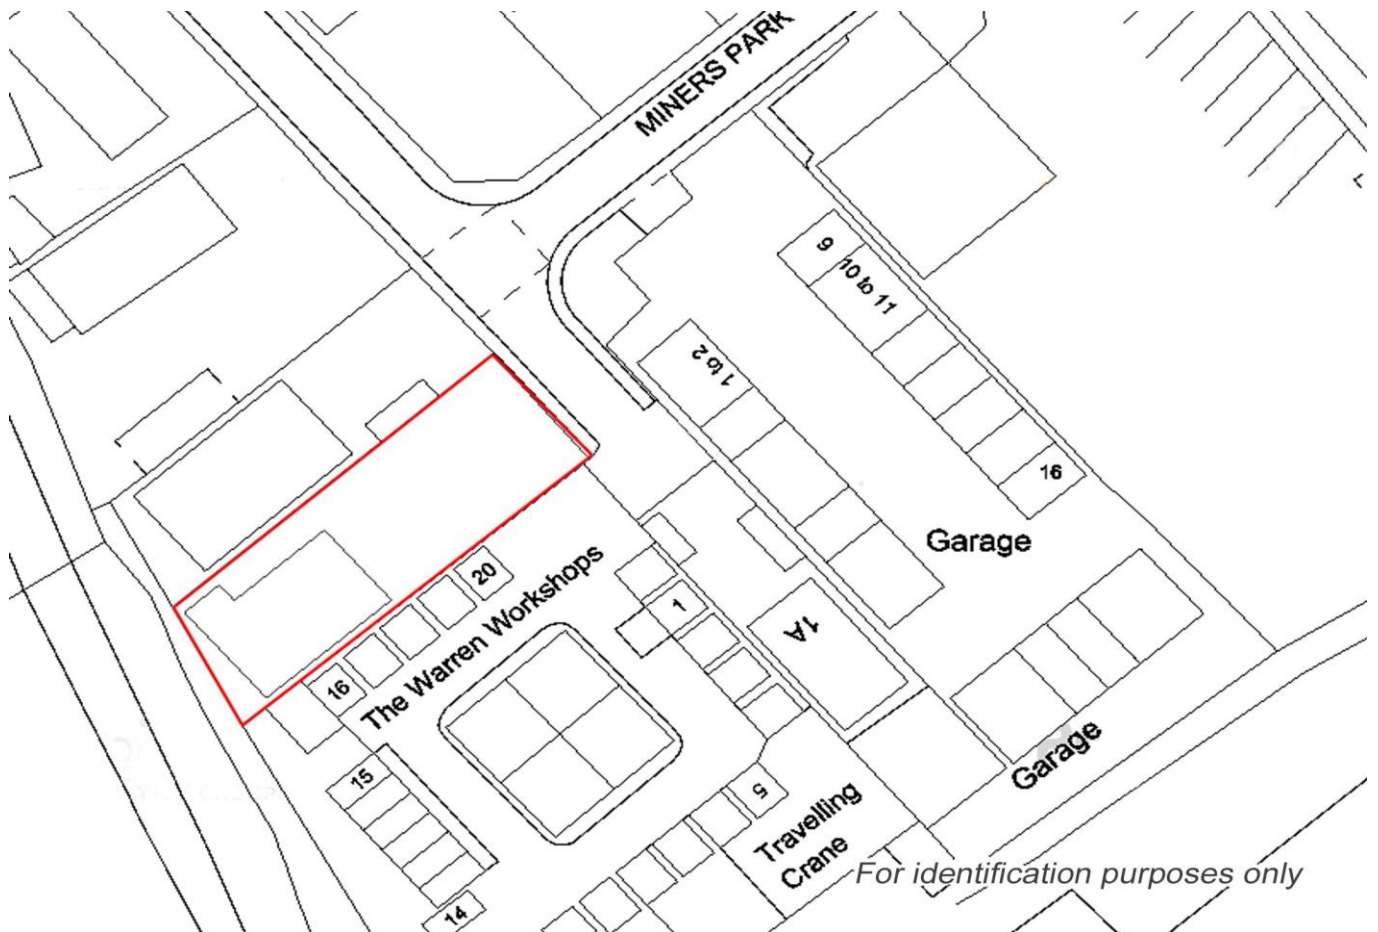 MINERS PARK
9
10 to 11
1 to 2
16
Garage
20
The Warren Workshops
1
1A
16
Garage
15
5
Travelling
Crane
For identification purposes only
14